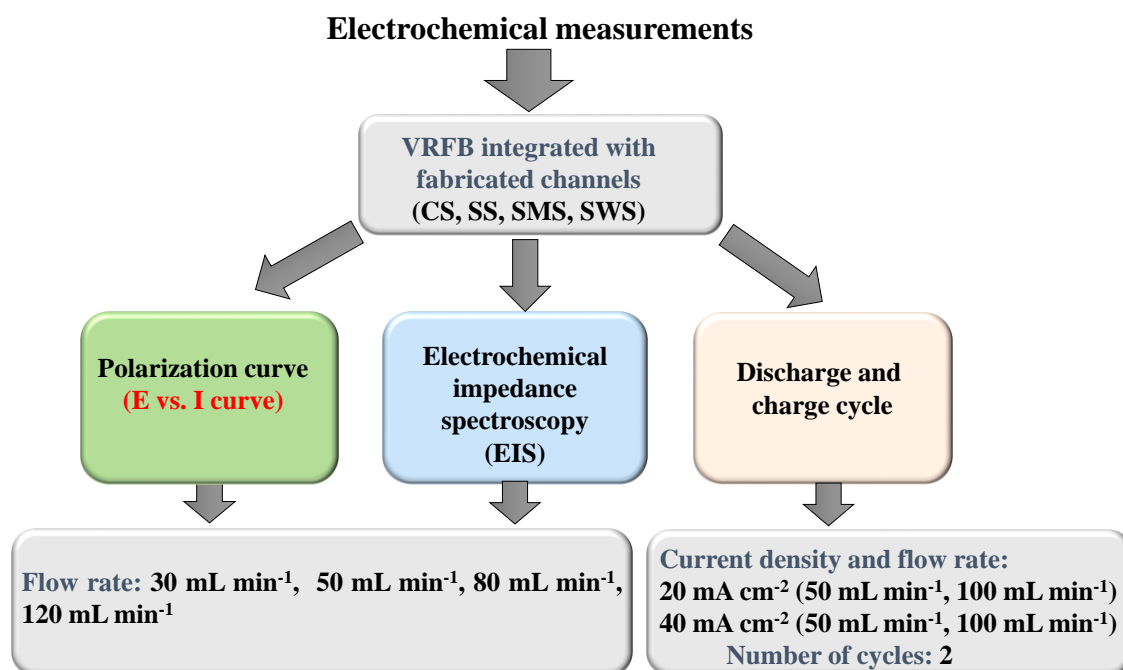 Electrochemical measurements
VRFB integrated with
fabricated channels
(CS, SS, SMS, SWS)
Polarization curve
(E vs. I curve)
Electrochemical
impedance
spectroscopy
(EIS)
Discharge and
charge cycle
Flow rate: 30 mL min⁻¹, 50 mL min⁻¹, 80 mL min⁻¹,
120 mL min⁻¹
Current density and flow rate:
20 mA cm⁻² (50 mL min⁻¹, 100 mL min⁻¹)
40 mA cm⁻² (50 mL min⁻¹, 100 mL min⁻¹)
Number of cycles: 2